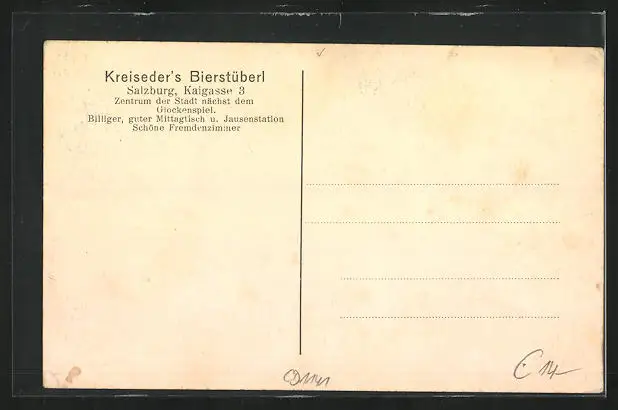 Kreiseder's Bierstüberl
Salzburg, Kaigasse 3
Zentrum der Stadt nächst dem
Glockenspiel.
Billiger, guter Mittagtisch u. Jausenstation
Schöne Fremdenzimmer
€ 14